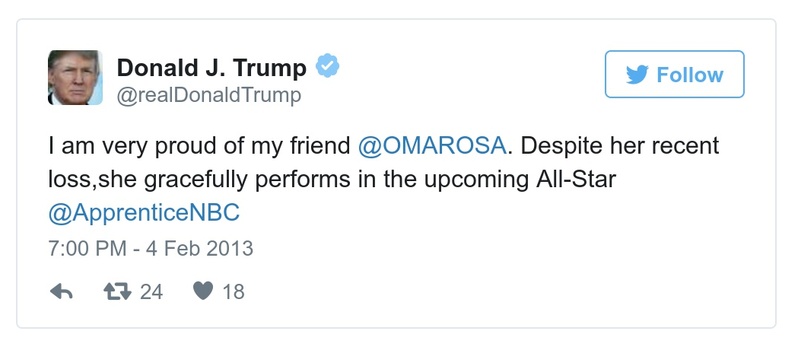 Donald J. Trump
@realDonaldTrump
Follow
I am very proud of my friend @OMAROSA. Despite her recent
loss,she gracefully performs in the upcoming All-Star
@ApprenticeNBC
7:00 PM - 4 Feb 2013
24 18